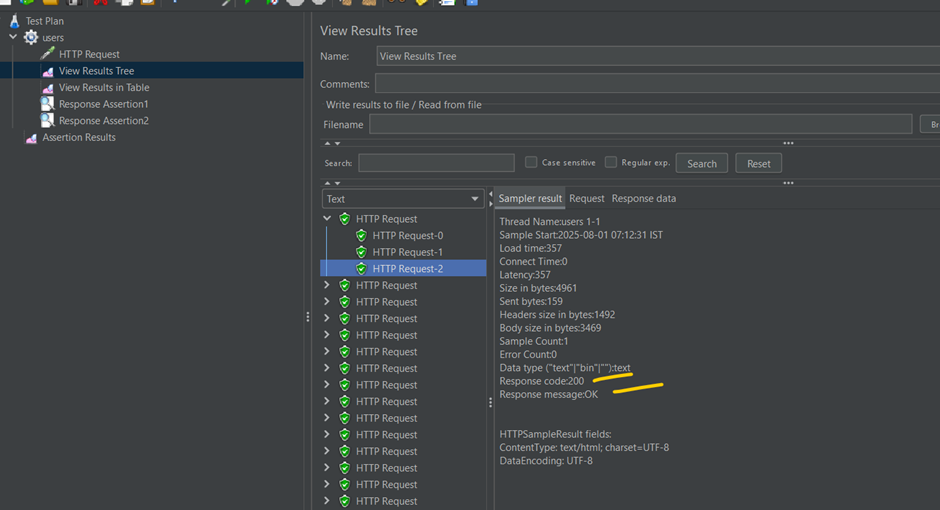 Test Plan
users
HTTP Request
View Results Tree
View Results in Table
Response Assertion1
Response Assertion2
Assertion Results
View Results Tree
Name: View Results Tree
Comments:
Write results to file / Read from file
Filename Br
Search: Case sensitive Regular exp. Search Reset
Text
HTTP Request
HTTP Request-0
HTTP Request-1
HTTP Request-2
HTTP Request
HTTP Request
HTTP Request
HTTP Request
HTTP Request
HTTP Request
HTTP Request
HTTP Request
HTTP Request
HTTP Request
HTTP Request
HTTP Request
HTTP Request
HTTP Request
Sampler result Request Response data
Thread Name:users 1-1
Sample Start:2025-08-01 07:12:31 IST
Load time:357
Connect Time:0
Latency:357
Size in bytes:4961
Sent bytes:159
Headers size in bytes:1492
Body size in bytes:3469
Sample Count:1
Error Count:0
Data type ("text"|"bin"|""):text
Response code:200
Response message:OK
HTTPSampleResult fields:
ContentType: text/html; charset=UTF-8
DataEncoding: UTF-8